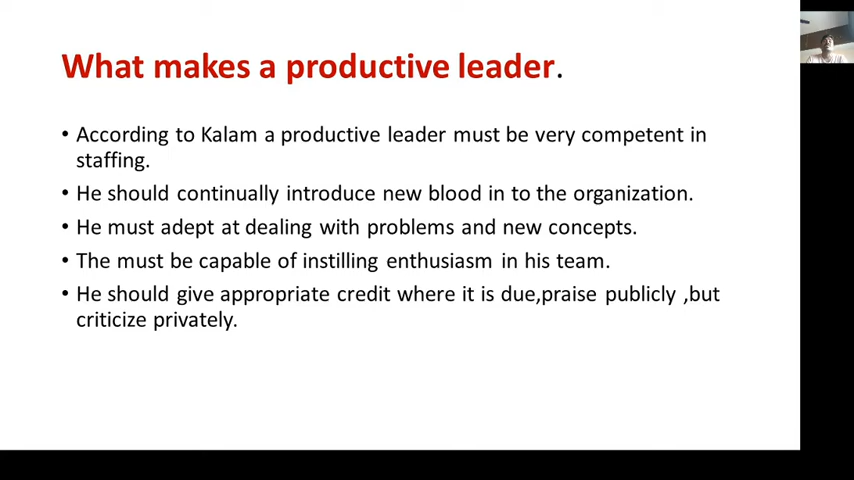 What makes a productive leader.
• According to Kalam a productive leader must be very competent in
staffing.
• He should continually introduce new blood in to the organization.
• He must adept at dealing with problems and new concepts.
• The must be capable of instilling enthusiasm in his team.
• He should give appropriate credit where it is due,praise publicly ,but
criticize privately.